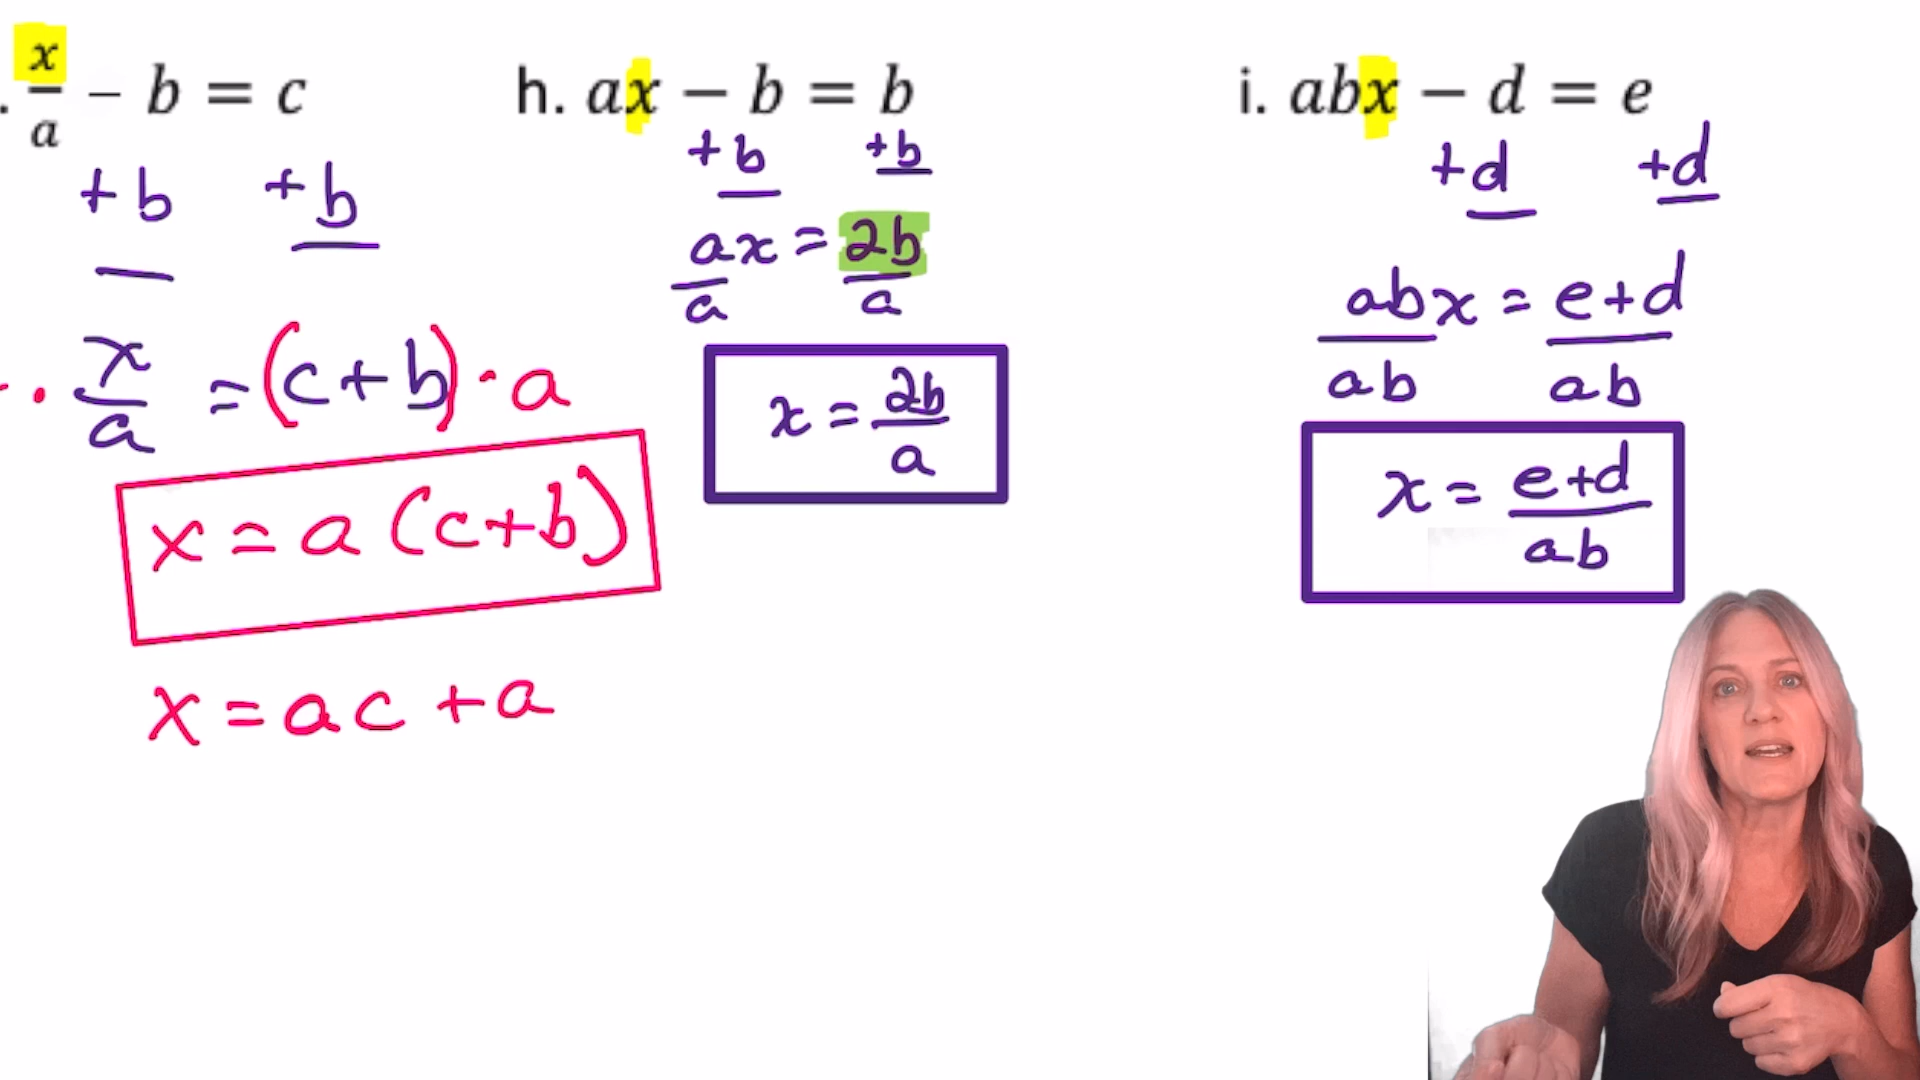 . x/a − b = c
+b +b
· x/a = (c+b)·a
x = a(c+b)
x = ac + a
h. ax − b = b
+b +b
ax/a = 2b/a
x = 2b/a
i. abx − d = e
+d +d
abx/ab = e+d/ab
x = e+d/ab